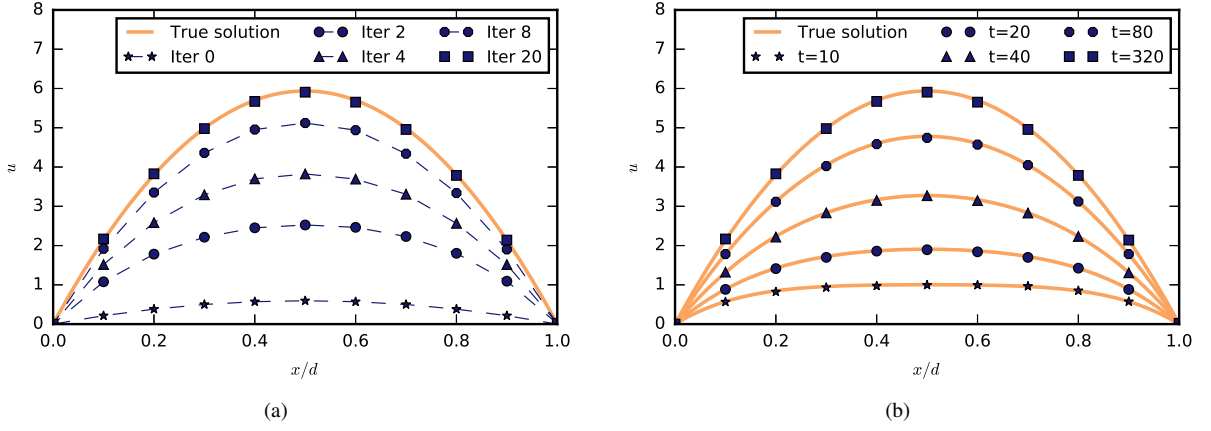 8
7
6
5
4
3
2
1
0
u
True solution
Iter 0
Iter 2
Iter 4
Iter 8
Iter 20
0.0 0.2 0.4 0.6 0.8 1.0
x/d
(a)
8
7
6
5
4
3
2
1
0
u
True solution
t=10
t=20
t=40
t=80
t=320
0.0 0.2 0.4 0.6 0.8 1.0
x/d
(b)